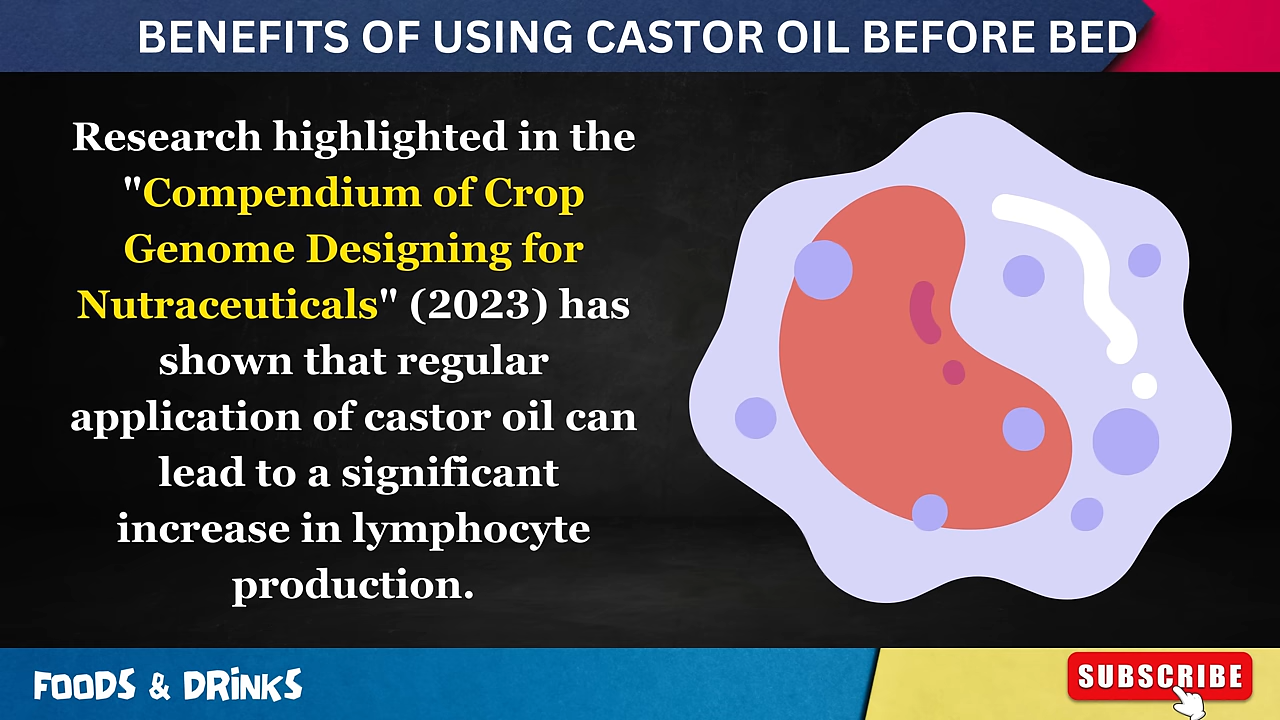 BENEFITS OF USING CASTOR OIL BEFORE BED
Research highlighted in the
"Compendium of Crop
Genome Designing for
Nutraceuticals" (2023) has
shown that regular
application of castor oil can
lead to a significant
increase in lymphocyte
production.
FOODS & DRiNKS
SUBSCRIBE